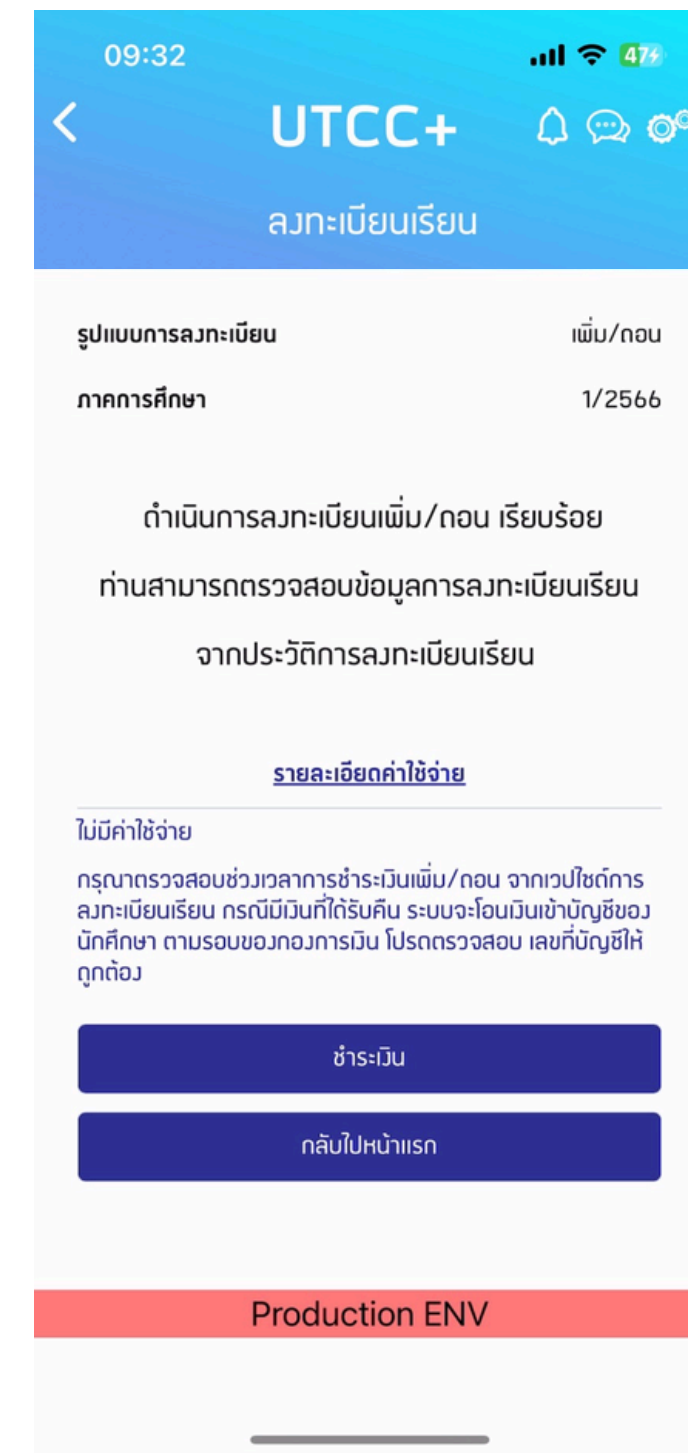 09:32
47
UTCC+
ลงทะเบียนเรียน
รูปแบบการลงทะเบียน เพิ่ม/ถอน
ภาคการศึกษา 1/2566
ดำเนินการลงทะเบียนเพิ่ม/ถอน เรียบร้อย
ท่านสามารถตรวจสอบข้อมูลการลงทะเบียนเรียน
จากประวัติการลงทะเบียนเรียน
รายละเอียดค่าใช้จ่าย
ไม่มีค่าใช้จ่าย
กรุณาตรวจสอบช่วงเวลาการชำระเงินเพิ่ม/ถอน จากเวปไซด์การ
ลงทะเบียนเรียน กรณีมีเงินที่ได้รับคืน ระบบจะโอนเงินเข้าบัญชีของ
นักศึกษา ตามรอบของกองการเงิน โปรดตรวจสอบ เลขที่บัญชีให้
ถูกต้อง
ชำระเงิน
กลับไปหน้าแรก
Production ENV